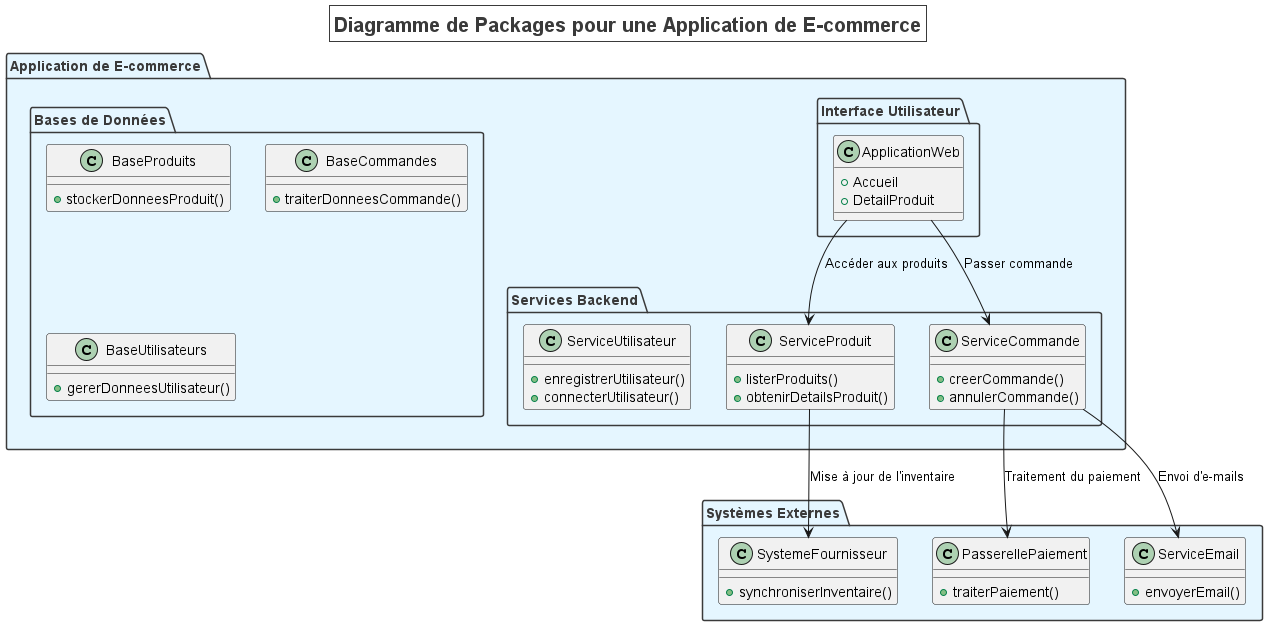 Diagramme de Packages pour une Application de E-commerce
Application de E-commerce
Bases de Données
C BaseProduits
stockerDonneesProduit()
C BaseCommandes
traiterDonneesCommande()
C BaseUtilisateurs
gererDonneesUtilisateur()
Interface Utilisateur
C ApplicationWeb
Accueil
DetailProduit
Accéder aux produits
Passer commande
Services Backend
C ServiceUtilisateur
enregistrerUtilisateur()
connecterUtilisateur()
C ServiceProduit
listerProduits()
obtenirDetailsProduit()
C ServiceCommande
creerCommande()
annulerCommande()
Mise à jour de l'inventaire
Traitement du paiement
Envoi d'e-mails
Systèmes Externes
C SystemeFournisseur
synchroniserInventaire()
C PasserellePaiement
traiterPaiement()
C ServiceEmail
envoyerEmail()